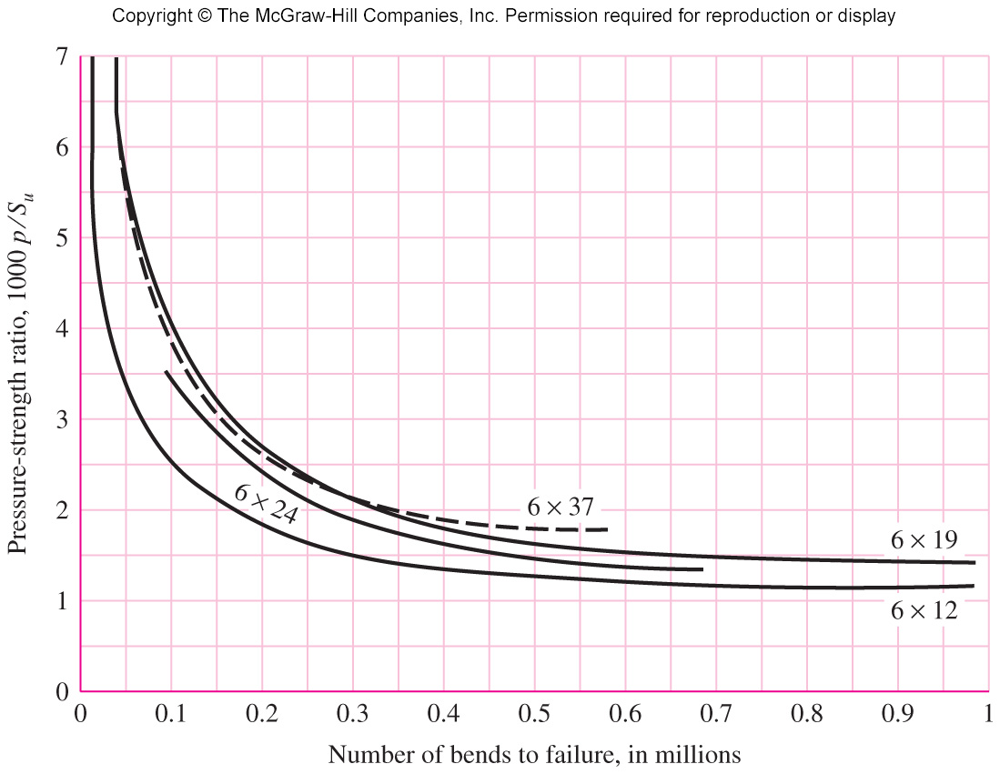 Copyright © The McGraw-Hill Companies, Inc. Permission required for reproduction or display
7
6
5
4
3
2
1
0
Pressure-strength ratio, 1000 p/Su
6 × 24
6 × 37
6 × 19
6 × 12
0 0.1 0.2 0.3 0.4 0.5 0.6 0.7 0.8 0.9 1
Number of bends to failure, in millions